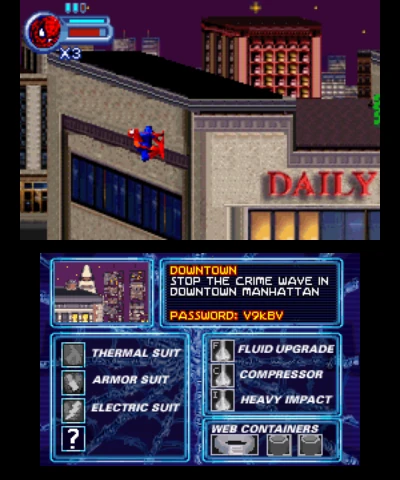 X3
DAILY
DOWNTOWN
STOP THE CRIME WAVE IN
DOWNTOWN MANHATTAN
PASSWORD: V9KBV
THERMAL SUIT
ARMOR SUIT
ELECTRIC SUIT
?
F FLUID UPGRADE
C COMPRESSOR
I HEAVY IMPACT
WEB CONTAINERS